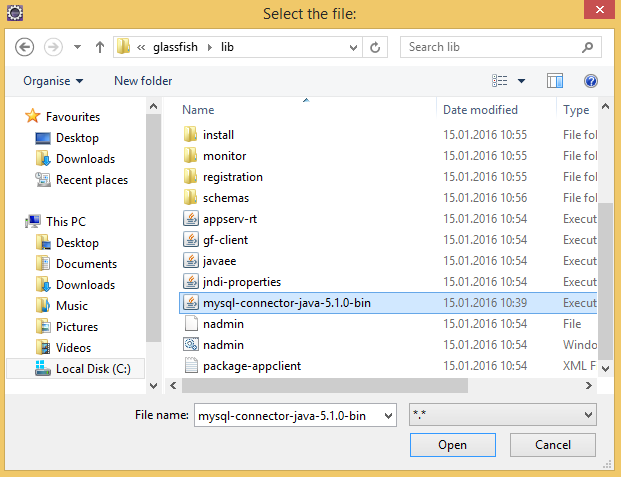 Select the file:
« glassfish lib
Search lib
Organise New folder
Name Date modified Type
Favourites
Desktop
Downloads
Recent places
This PC
Desktop
Documents
Downloads
Music
Pictures
Videos
Local Disk (C:)
install 15.01.2016 10:55 File fol
monitor 15.01.2016 10:55 File fol
registration 15.01.2016 10:55 File fol
schemas 15.01.2016 10:56 File fol
appserv-rt 15.01.2016 10:54 Execut
gf-client 15.01.2016 10:54 Execut
javaee 15.01.2016 10:54 Execut
jndi-properties 15.01.2016 10:54 Execut
mysql-connector-java-5.1.0-bin 15.01.2016 10:39 Execut
nadmin 15.01.2016 10:54 File
nadmin 15.01.2016 10:54 Windo
package-appclient 15.01.2016 10:54 XML F
File name: mysql-connector-java-5.1.0-bin *.*
Open Cancel